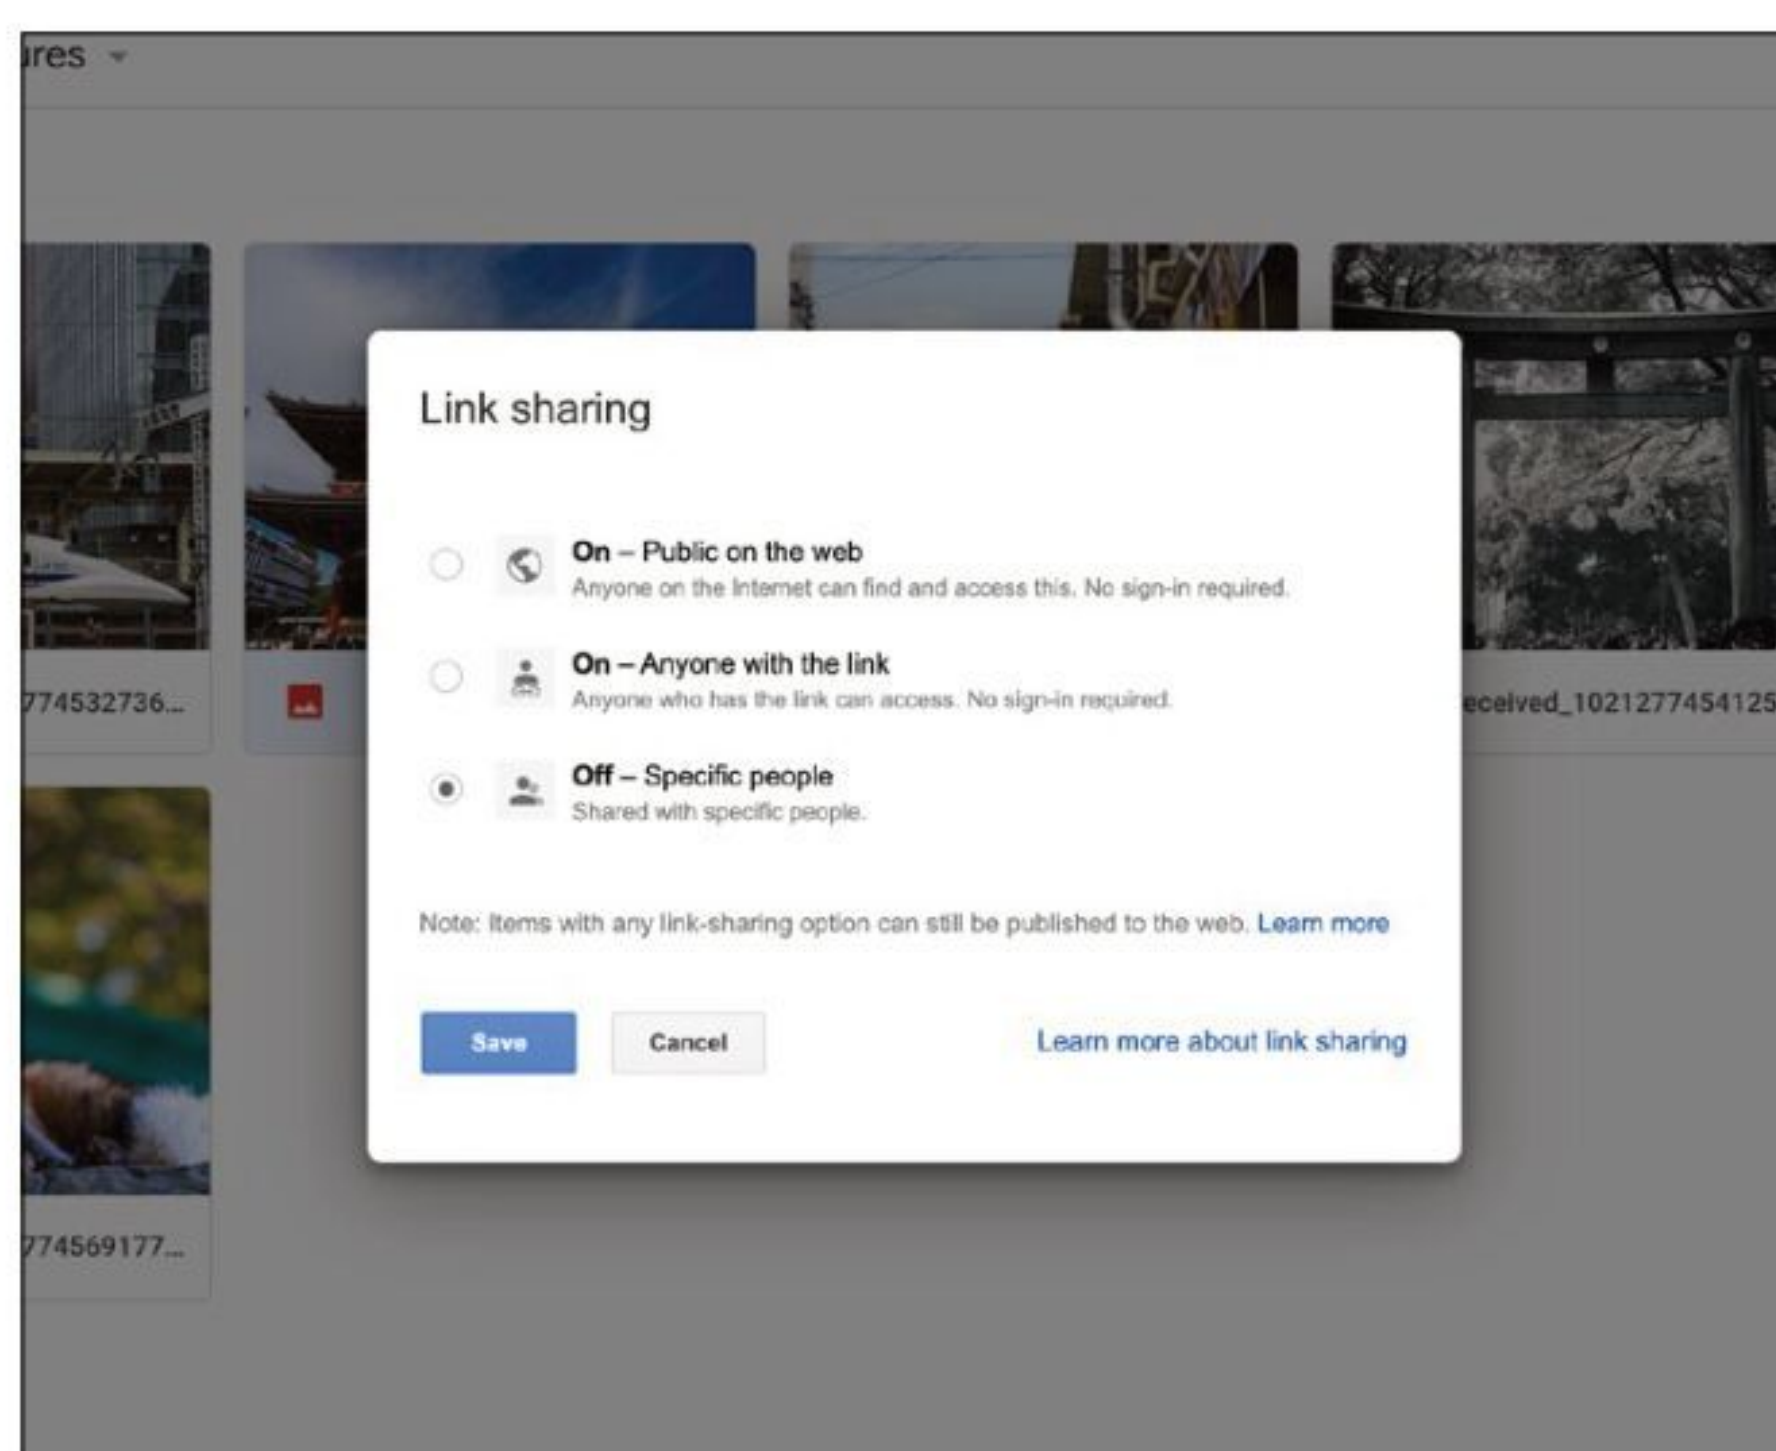 ures
Link sharing
On – Public on the web
Anyone on the Internet can find and access this. No sign-in required.
On – Anyone with the link
Anyone who has the link can access. No sign-in required.
774532736...
eceived_1021277454125
Off – Specific people
Shared with specific people.
Note: Items with any link-sharing option can still be published to the web. Learn more
Save
Cancel
Learn more about link sharing
774569177...